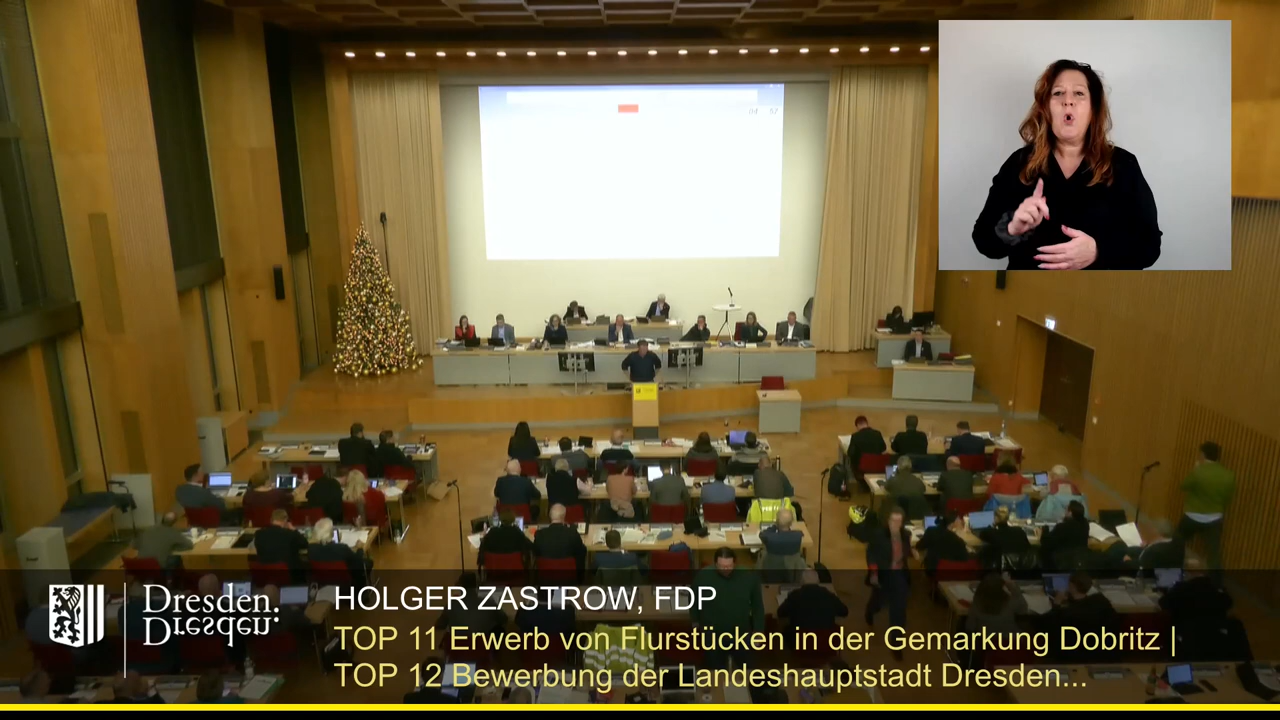 Dresden.
Dresden.
HOLGER ZASTROW, FDP
TOP 11 Erwerb von Flurstücken in der Gemarkung Dobritz |
TOP 12 Bewerbung der Landeshauptstadt Dresden...